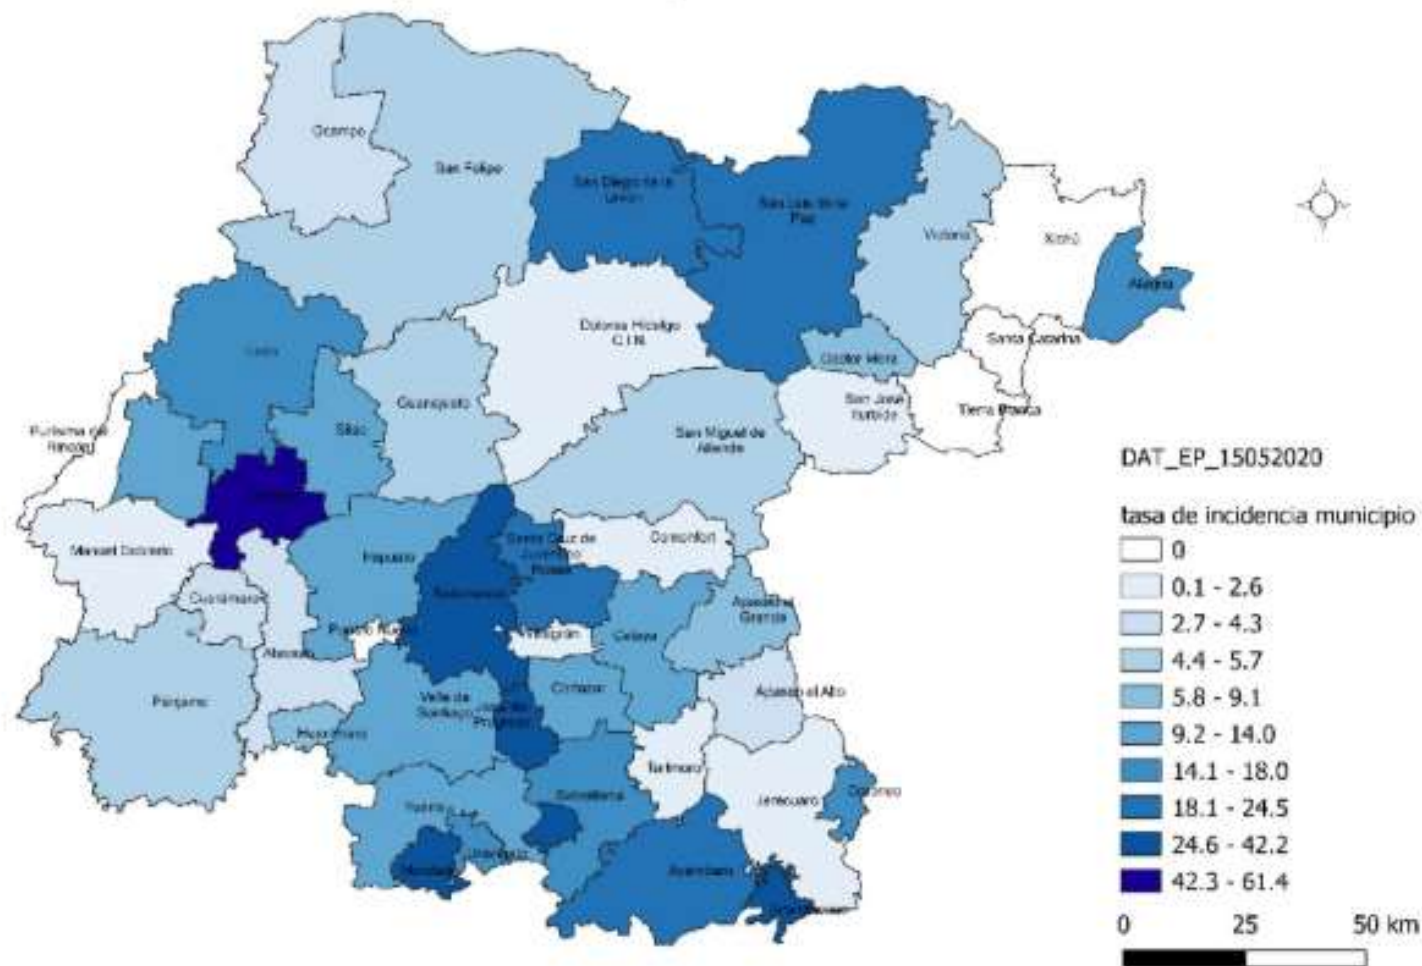 Ocampo
San Felipe
San Diego de la
Unión
San Luis de la
Paz
Victoria
Xichú
Atarjea
Santa Catarina
Dolores Hidalgo
C.I.N.
Doctor Mora
León
Guanajuato
San José
Iturbide
Tierra Blanca
Purísima del
Rincón
Silao
San Miguel de
Allende
DAT_EP_15052020
tasa de incidencia municipio
0
0.1 - 2.6
2.7 - 4.3
4.4 - 5.7
5.8 - 9.1
9.2 - 14.0
14.1 - 18.0
18.1 - 24.5
24.6 - 42.2
42.3 - 61.4
0 25 50 km
Manuel Doblado
Irapuato
Santa Cruz de
Juventino
Rosas
Comonfort
Cuerámaro
Salamanca
Apaseo el
Grande
Pueblo Nuevo
Villagrán
Celaya
Abasolo
Pénjamo
Valle de
Santiago
Cortazar
Apaseo el Alto
Huanímaro
Tarimoro
Jerécuaro
Coroneo
Salvatierra
Yuriria
Uriangato
Moroleón
Acámbaro